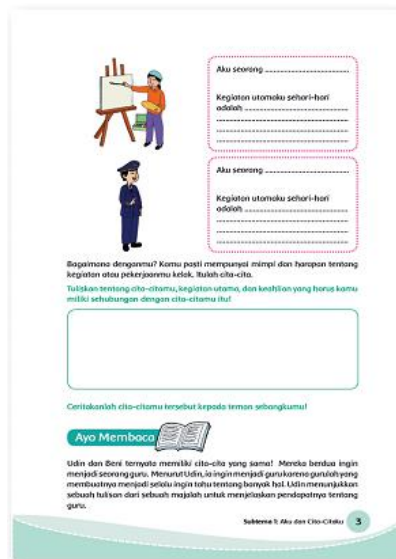 Aku seorang
Kegiatan utamaku sehari-hari
adalah
Aku seorang
Kegiatan utamaku sehari-hari
adalah
Bagaimana denganmu? Kamu pasti mempunyai mimpi dan harapan tentang
kegiatan atau pekerjaanmu kelak. Itulah cita-cita.
Tuliskan tentang cita-citamu, kegiatan utama, dan keahlian yang harus kamu
miliki sehubungan dengan cita-citamu itu!
Ceritakanlah cita-citamu tersebut kepada teman sebangkumu!
Ayo Membaca
Udin dan Beni ternyata memiliki cita-cita yang sama! Mereka berdua ingin
menjadi seorang guru. Menurut Udin, ia ingin menjadi guru karena gurulah yang
membuatnya menjadi selalu ingin tahu tentang banyak hal. Udin menunjukkan
sebuah tulisan dari sebuah majalah untuk menjelaskan pendapatnya tentang
guru.
Subtema 1: Aku dan Cita-Citaku 3